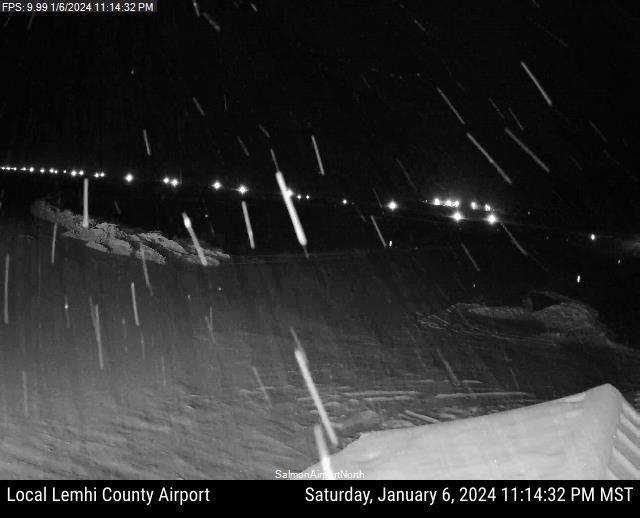 FPS: 9.99 1/6/2024 11:14:32 PM
SalmonAirportNorth
Local Lemhi County Airport
Saturday, January 6, 2024 11:14:32 PM MST